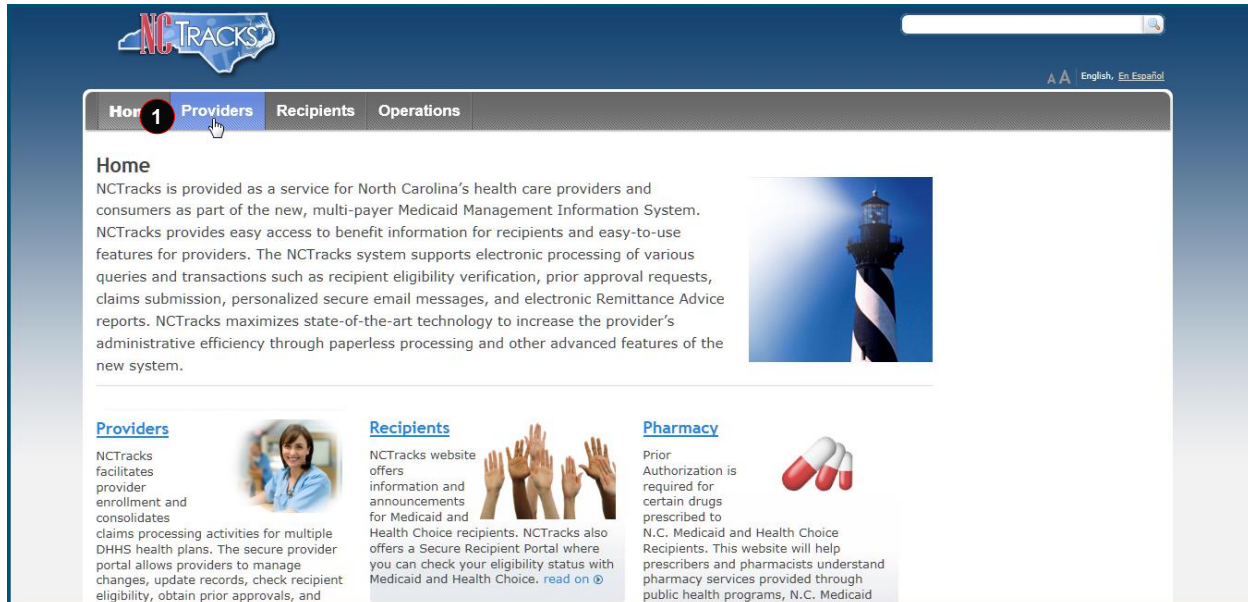 NCTRACKS
A A English, En Español
Home 1 Providers Recipients Operations
Home
NCTracks is provided as a service for North Carolina's health care providers and
consumers as part of the new, multi-payer Medicaid Management Information System.
NCTracks provides easy access to benefit information for recipients and easy-to-use
features for providers. The NCTracks system supports electronic processing of various
queries and transactions such as recipient eligibility verification, prior approval requests,
claims submission, personalized secure email messages, and electronic Remittance Advice
reports. NCTracks maximizes state-of-the-art technology to increase the provider's
administrative efficiency through paperless processing and other advanced features of the
new system.
Providers
NCTracks
facilitates
provider
enrollment and
consolidates
claims processing activities for multiple
DHHS health plans. The secure provider
portal allows providers to manage
changes, update records, check recipient
eligibility, obtain prior approvals, and
Recipients
NCTracks website
offers
information and
announcements
for Medicaid and
Health Choice recipients. NCTracks also
offers a Secure Recipient Portal where
you can check your eligibility status with
Medicaid and Health Choice. read on
Pharmacy
Prior
Authorization is
required for
certain drugs
prescribed to
N.C. Medicaid and Health Choice
Recipients. This website will help
prescribers and pharmacists understand
pharmacy services provided through
public health programs, N.C. Medicaid